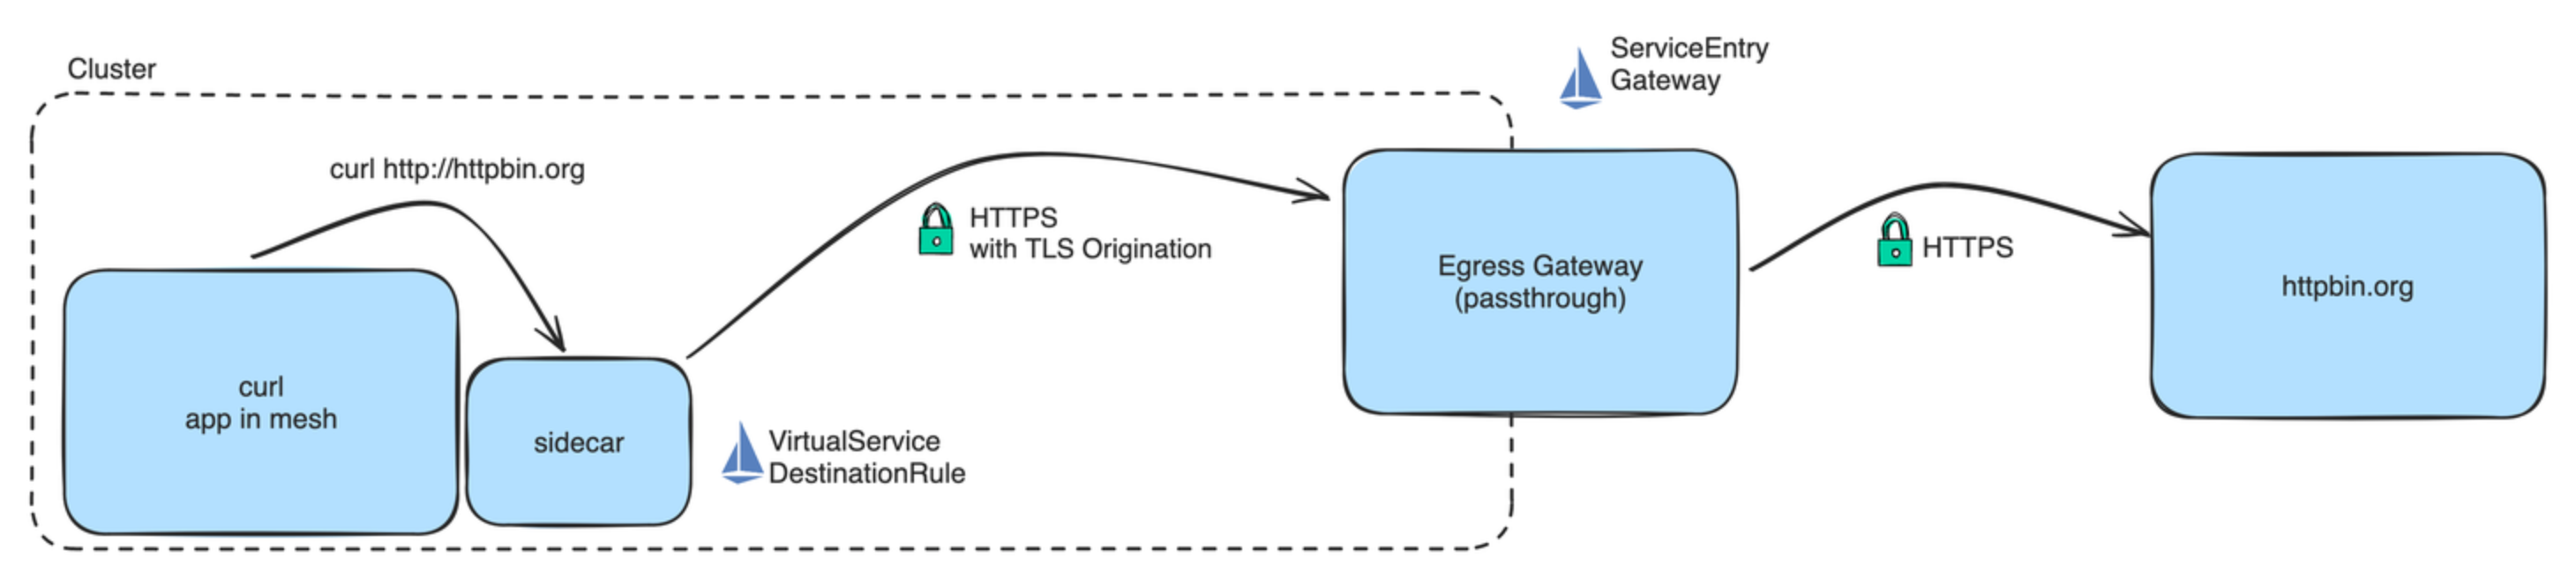 Cluster
ServiceEntry
Gateway
curl http://httpbin.org
HTTPS
with TLS Origination
Egress Gateway
(passthrough)
HTTPS
httpbin.org
curl
app in mesh
sidecar
VirtualService
DestinationRule